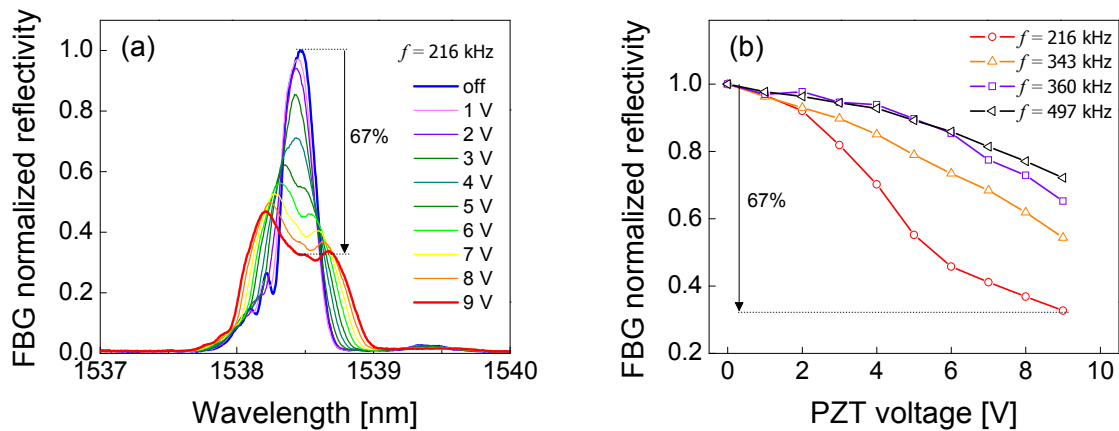 (a)
f = 216 kHz
off
1 V
2 V
3 V
4 V
5 V
6 V
7 V
8 V
9 V
67%
FBG normalized reflectivity
1.0
0.8
0.6
0.4
0.2
0.0
1537
1538
1539
1540
Wavelength [nm]
(b)
f = 216 kHz
f = 343 kHz
f = 360 kHz
f = 497 kHz
67%
FBG normalized reflectivity
1.0
0.8
0.6
0.4
0.2
0
2
4
6
8
10
PZT voltage [V]